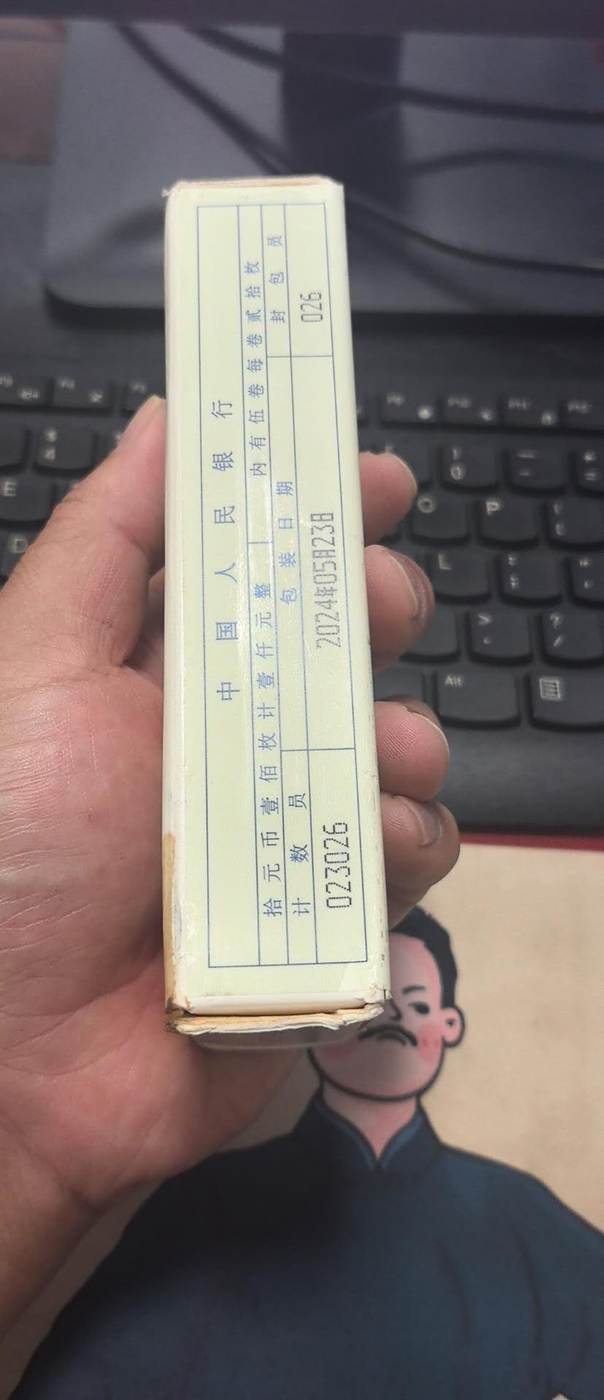 中国人民银行
拾元币壹佰枚计壹仟元整
内有伍卷每卷贰拾枚
计数员
包装日期
封包员
023026
2024年05月23日
026
E
O
P
L
Alt